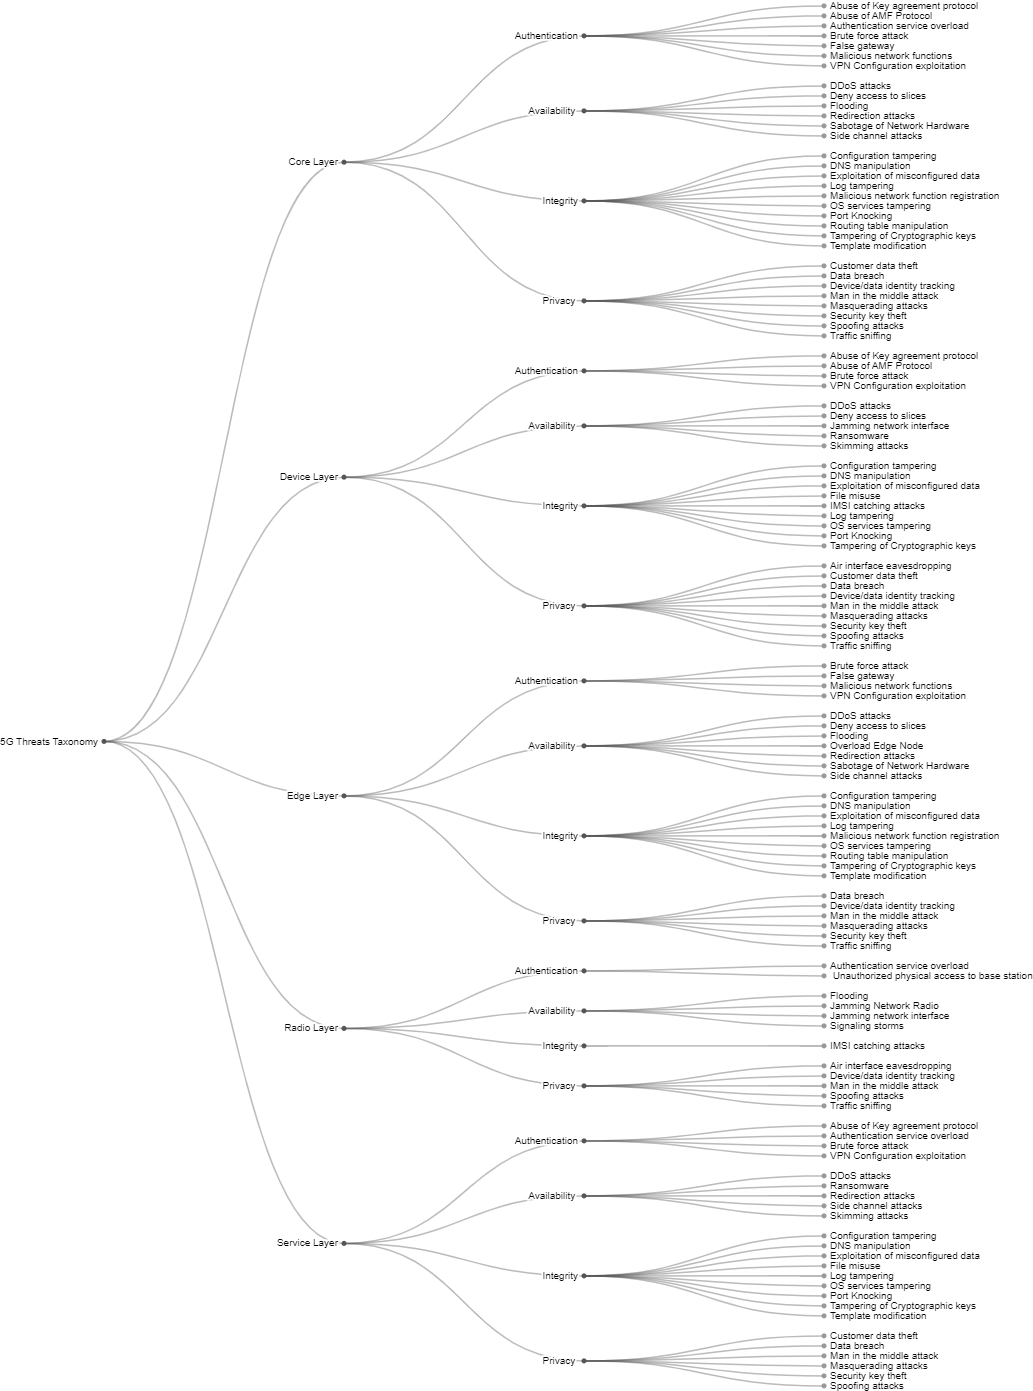 5G Threats Taxonomy
Core Layer
Authentication
Abuse of Key agreement protocol
Abuse of AMF Protocol
Authentication service overload
Brute force attack
False gateway
Malicious network functions
VPN Configuration exploitation
Availability
DDoS attacks
Deny access to slices
Flooding
Redirection attacks
Sabotage of Network Hardware
Side channel attacks
Integrity
Configuration tampering
DNS manipulation
Exploitation of misconfigured data
Log tampering
Malicious network function registration
OS services tampering
Port Knocking
Routing table manipulation
Tampering of Cryptographic keys
Template modification
Privacy
Customer data theft
Data breach
Device/data identity tracking
Man in the middle attack
Masquerading attacks
Security key theft
Spoofing attacks
Traffic sniffing
Device Layer
Authentication
Abuse of Key agreement protocol
Abuse of AMF Protocol
Brute force attack
VPN Configuration exploitation
Availability
DDoS attacks
Deny access to slices
Jamming network interface
Ransomware
Skimming attacks
Integrity
Configuration tampering
DNS manipulation
Exploitation of misconfigured data
File misuse
IMSI catching attacks
Log tampering
OS services tampering
Port Knocking
Tampering of Cryptographic keys
Privacy
Air interface eavesdropping
Customer data theft
Data breach
Device/data identity tracking
Man in the middle attack
Masquerading attacks
Security key theft
Spoofing attacks
Traffic sniffing
Edge Layer
Authentication
Brute force attack
False gateway
Malicious network functions
VPN Configuration exploitation
Availability
DDoS attacks
Deny access to slices
Flooding
Overload Edge Node
Redirection attacks
Sabotage of Network Hardware
Side channel attacks
Integrity
Configuration tampering
DNS manipulation
Exploitation of misconfigured data
Log tampering
Malicious network function registration
OS services tampering
Routing table manipulation
Tampering of Cryptographic keys
Template modification
Privacy
Data breach
Device/data identity tracking
Man in the middle attack
Masquerading attacks
Security key theft
Traffic sniffing
Radio Layer
Authentication
Authentication service overload
Unauthorized physical access to base station
Availability
Flooding
Jamming Network Radio
Jamming network interface
Signaling storms
Integrity
IMSI catching attacks
Privacy
Air interface eavesdropping
Device/data identity tracking
Man in the middle attack
Spoofing attacks
Traffic sniffing
Service Layer
Authentication
Abuse of Key agreement protocol
Authentication service overload
Brute force attack
VPN Configuration exploitation
Availability
DDoS attacks
Ransomware
Redirection attacks
Side channel attacks
Skimming attacks
Integrity
Configuration tampering
DNS manipulation
Exploitation of misconfigured data
File misuse
Log tampering
OS services tampering
Port Knocking
Tampering of Cryptographic keys
Template modification
Privacy
Customer data theft
Data breach
Man in the middle attack
Masquerading attacks
Security key theft
Spoofing attacks